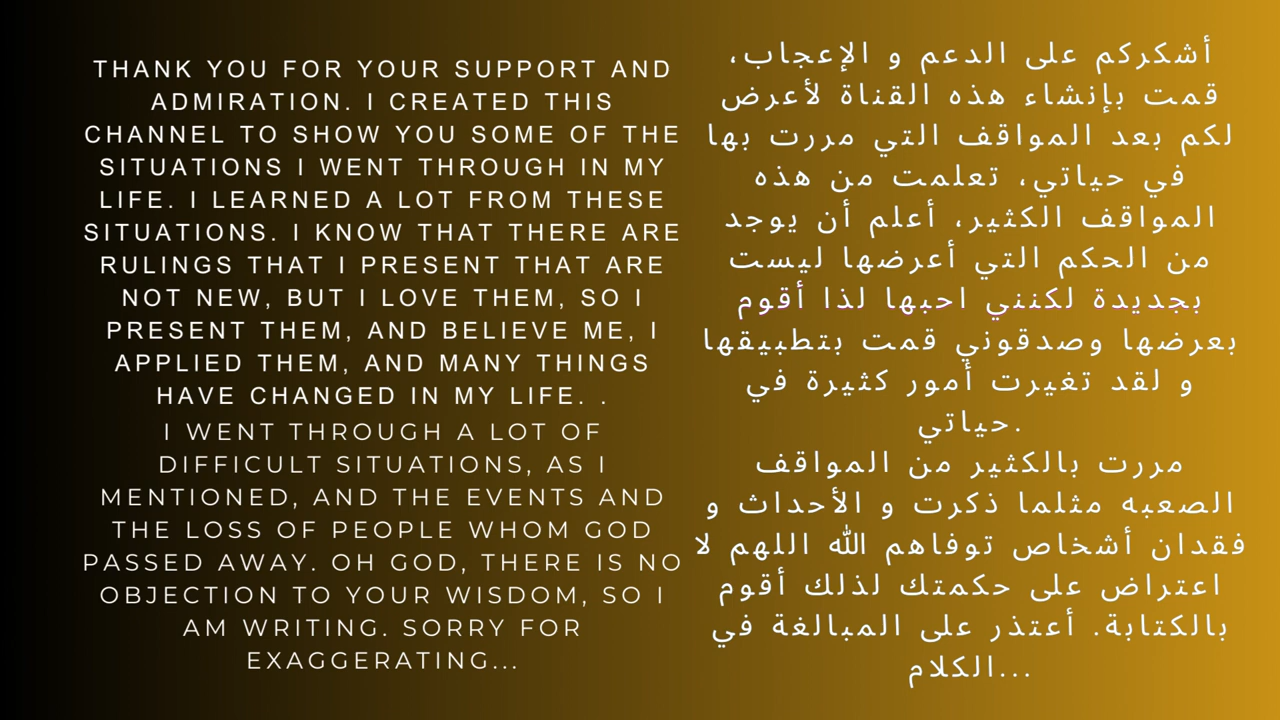 THANK YOU FOR YOUR SUPPORT AND
ADMIRATION. I CREATED THIS
CHANNEL TO SHOW YOU SOME OF THE
SITUATIONS I WENT THROUGH IN MY
LIFE. I LEARNED A LOT FROM THESE
SITUATIONS. I KNOW THAT THERE ARE
RULINGS THAT I PRESENT THAT ARE
NOT NEW, BUT I LOVE THEM, SO I
PRESENT THEM, AND BELIEVE ME, I
APPLIED THEM, AND MANY THINGS
HAVE CHANGED IN MY LIFE. .
I WENT THROUGH A LOT OF
DIFFICULT SITUATIONS, AS I
MENTIONED, AND THE EVENTS AND
THE LOSS OF PEOPLE WHOM GOD
PASSED AWAY. OH GOD, THERE IS NO
OBJECTION TO YOUR WISDOM, SO I
AM WRITING. SORRY FOR
EXAGGERATING...
أشكركم على الدعم و الإعجاب،
قمت بإنشاء هذه القناة لأعرض
لكم بعد المواقف التي مررت بها
في حياتي، تعلمت من هذه
المواقف الكثير، أعلم أن يوجد
من الحكم التي أعرضها ليست
بجديدة لكنني احبها لذا أقوم
بعرضها وصدقوني قمت بتطبيقها
و لقد تغيرت أمور كثيرة في
حياتي.
مررت بالكثير من المواقف
الصعبه مثلما ذكرت و الأحداث و
فقدان أشخاص توفاهم الله اللهم لا
اعتراض على حكمتك لذلك أقوم
بالكتابة. أعتذر على المبالغة في
الكلام...